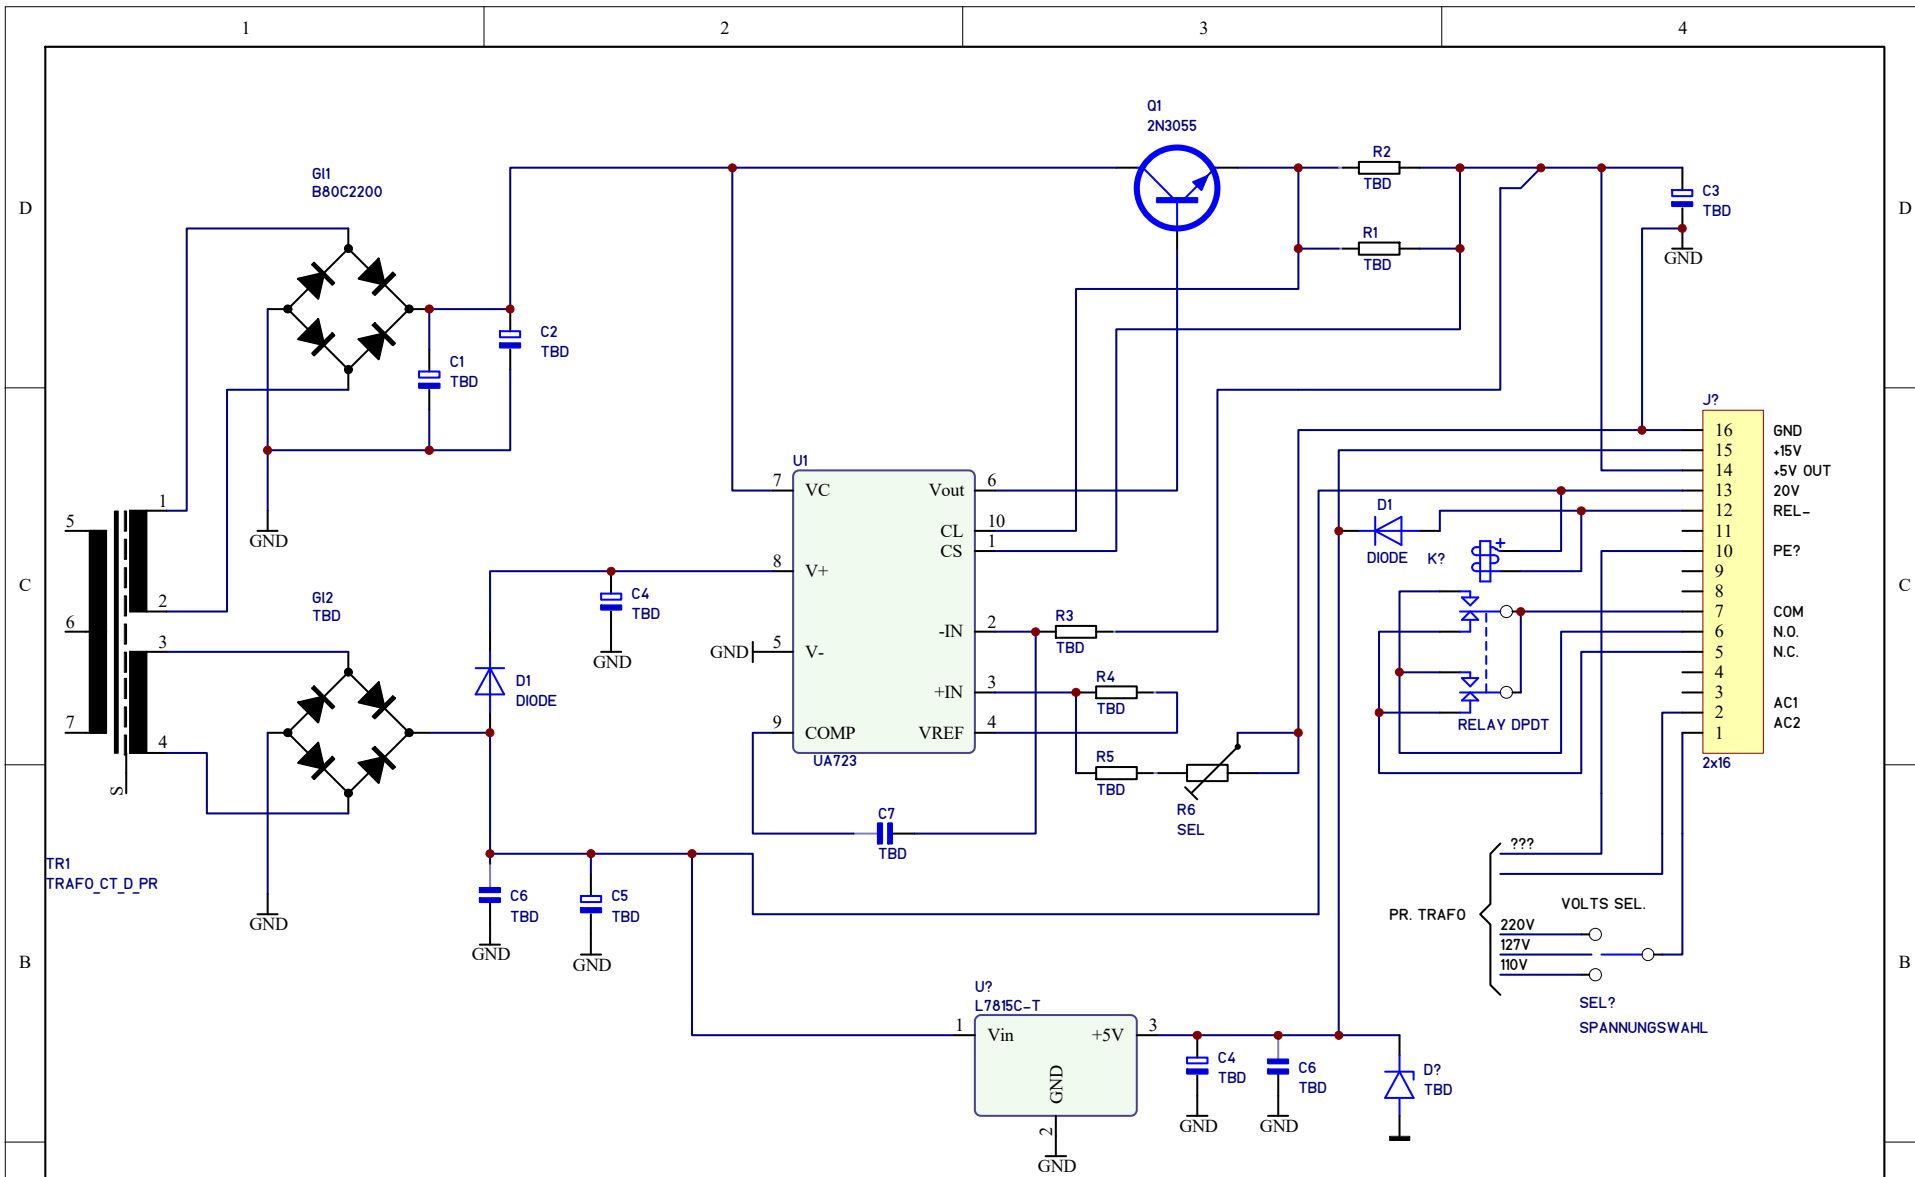 1 2 3 4
D D
C C
B B
Q1
2N3055
Gl1
B80C2200
R2
TBD
R1
TBD
C3
TBD
GND
C2
TBD
C1
TBD
GND
1
2
3
4
5
6
7
S
TR1
TRAFO_CT_D_PR
Gl2
TBD
GND
D1
DIODE
C4
TBD
GND
GND
U1
7 VC
8 V+
5 V-
9 COMP
Vout 6
CL 10
CS 1
-IN 2
+IN 3
VREF 4
UA723
R3
TBD
R4
TBD
R5
TBD
R6
SEL
C7
TBD
C6
TBD
GND
C5
TBD
GND
U?
L7815C-T
1 Vin
+5V 3
GND
2
GND
C4
TBD
GND
C6
TBD
GND
D?
TBD
D1
DIODE
K?
+
RELAY DPDT
J?
16 GND
15 +15V
14 +5V OUT
13 20V
12 REL-
11
10 PE?
9
8
7 COM
6 N.O.
5 N.C.
4
3 AC1
2 AC2
1
2x16
???
PR. TRAFO
VOLTS SEL.
220V
127V
110V
SEL?
SPANNUNGSWAHL